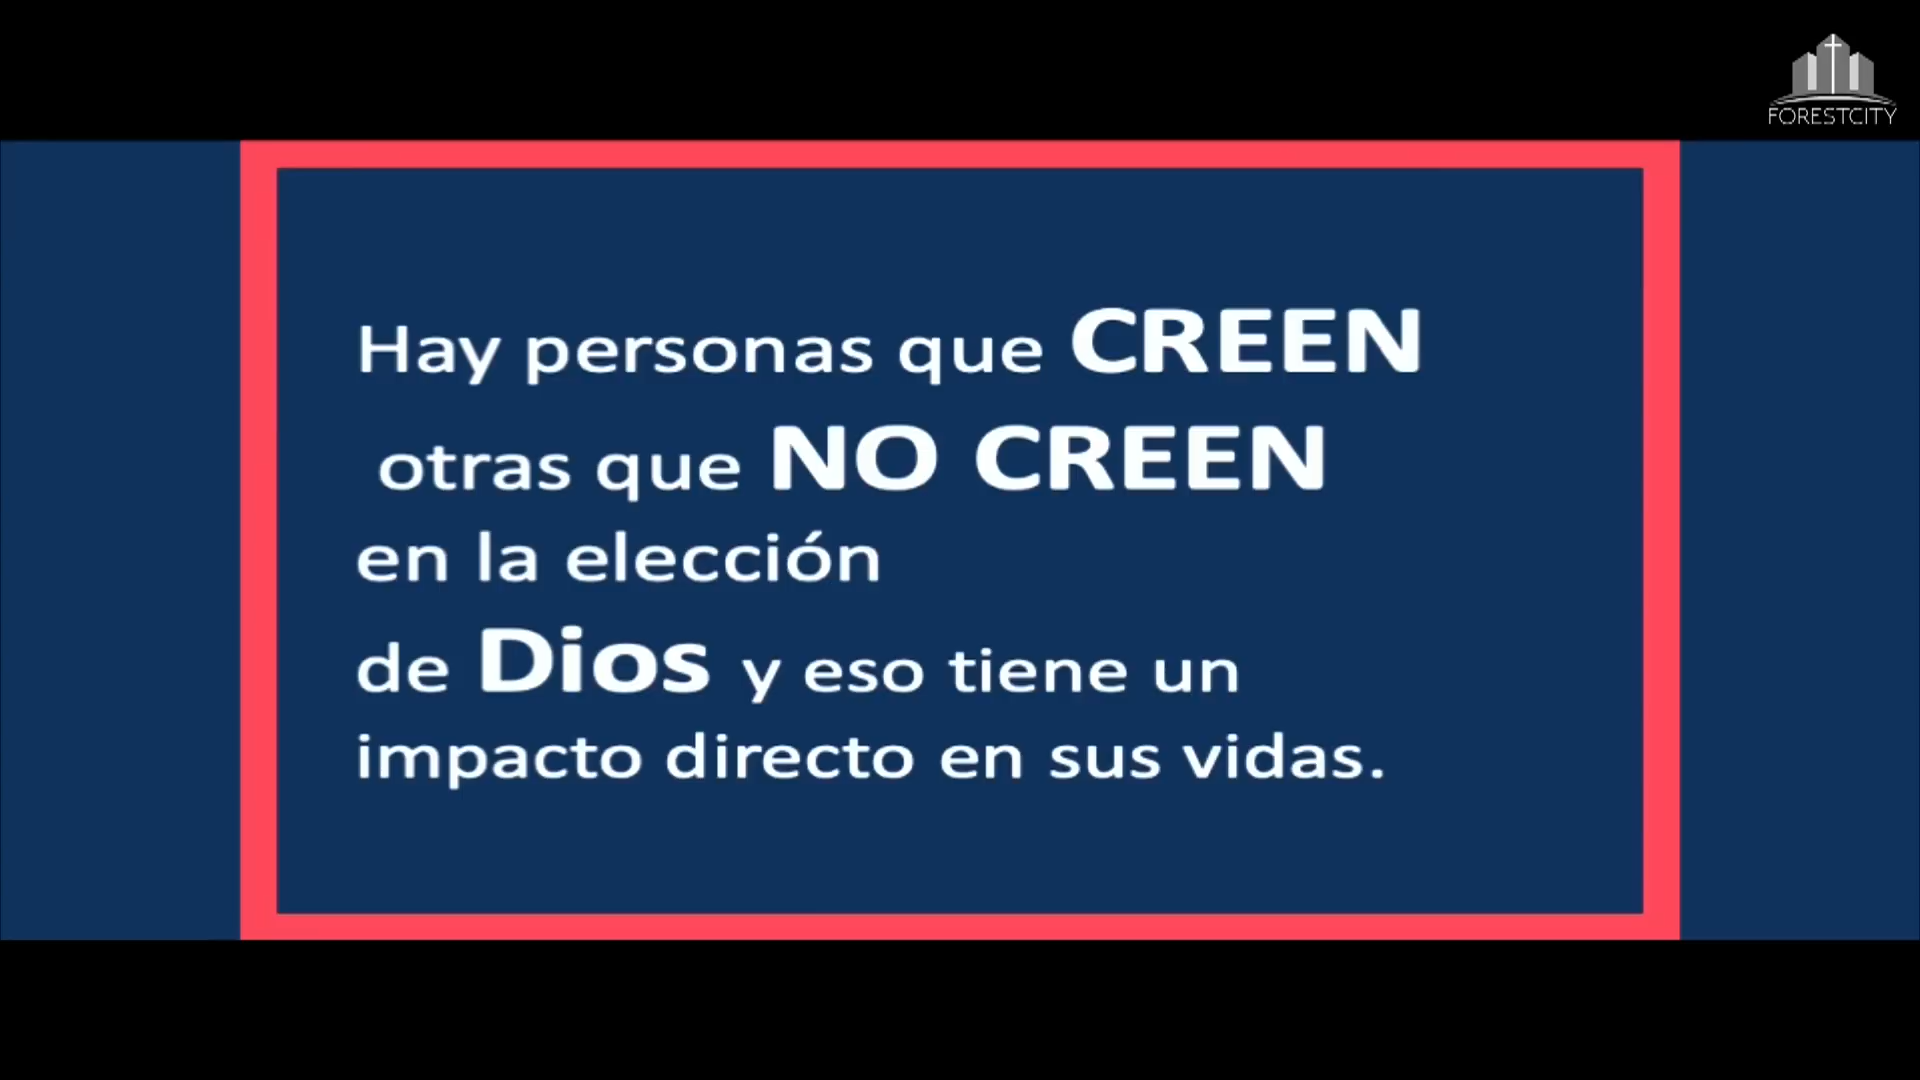 FORESTCITY
Hay personas que CREEN
otras que NO CREEN
en la elección
de Dios y eso tiene un
impacto directo en sus vidas.